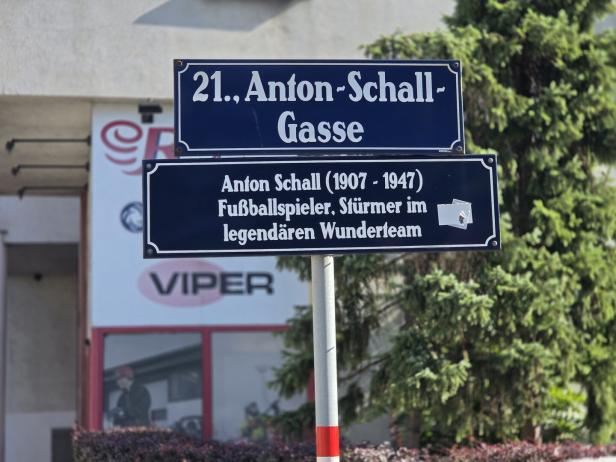 21., Anton-Schall-
Gasse
Anton Schall (1907 - 1947)
Fußballspieler, Stürmer im
legendären Wunderteam
VIPER